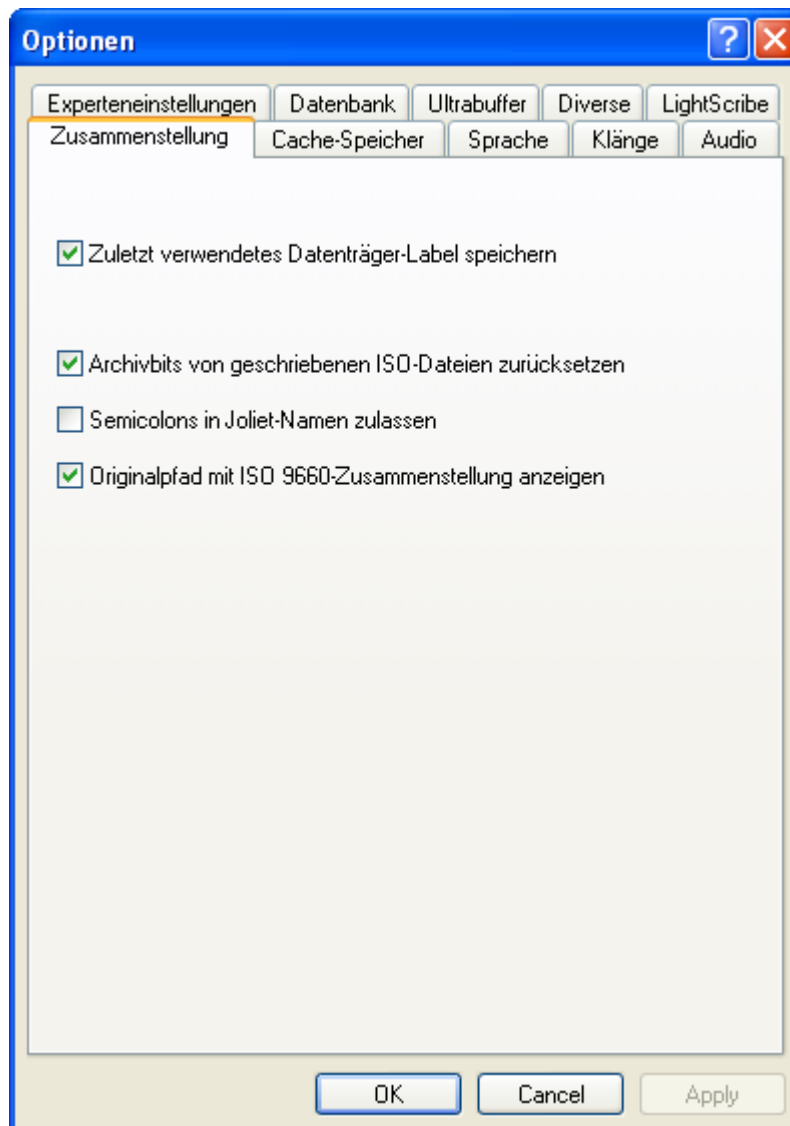 Optionen
Experteneinstellungen Datenbank Ultrabuffer Diverse LightScribe
Zusammenstellung Cache-Speicher Sprache Klänge Audio
Zuletzt verwendetes Datenträger-Label speichern
Archivbits von geschriebenen ISO-Dateien zurücksetzen
Semicolons in Joliet-Namen zulassen
Originalpfad mit ISO 9660-Zusammenstellung anzeigen
OK Cancel Apply